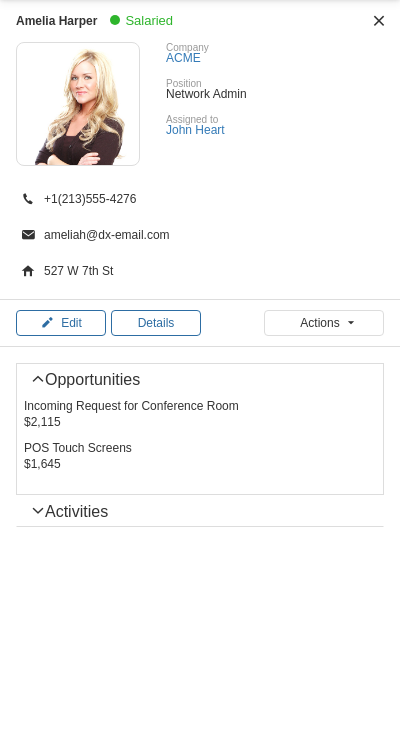 Amelia Harper Salaried
Company
ACME
Position
Network Admin
Assigned to
John Heart
+1(213)555-4276
ameliah@dx-email.com
527 W 7th St
Edit Details Actions
Opportunities
Incoming Request for Conference Room
$2,115
POS Touch Screens
$1,645
Activities